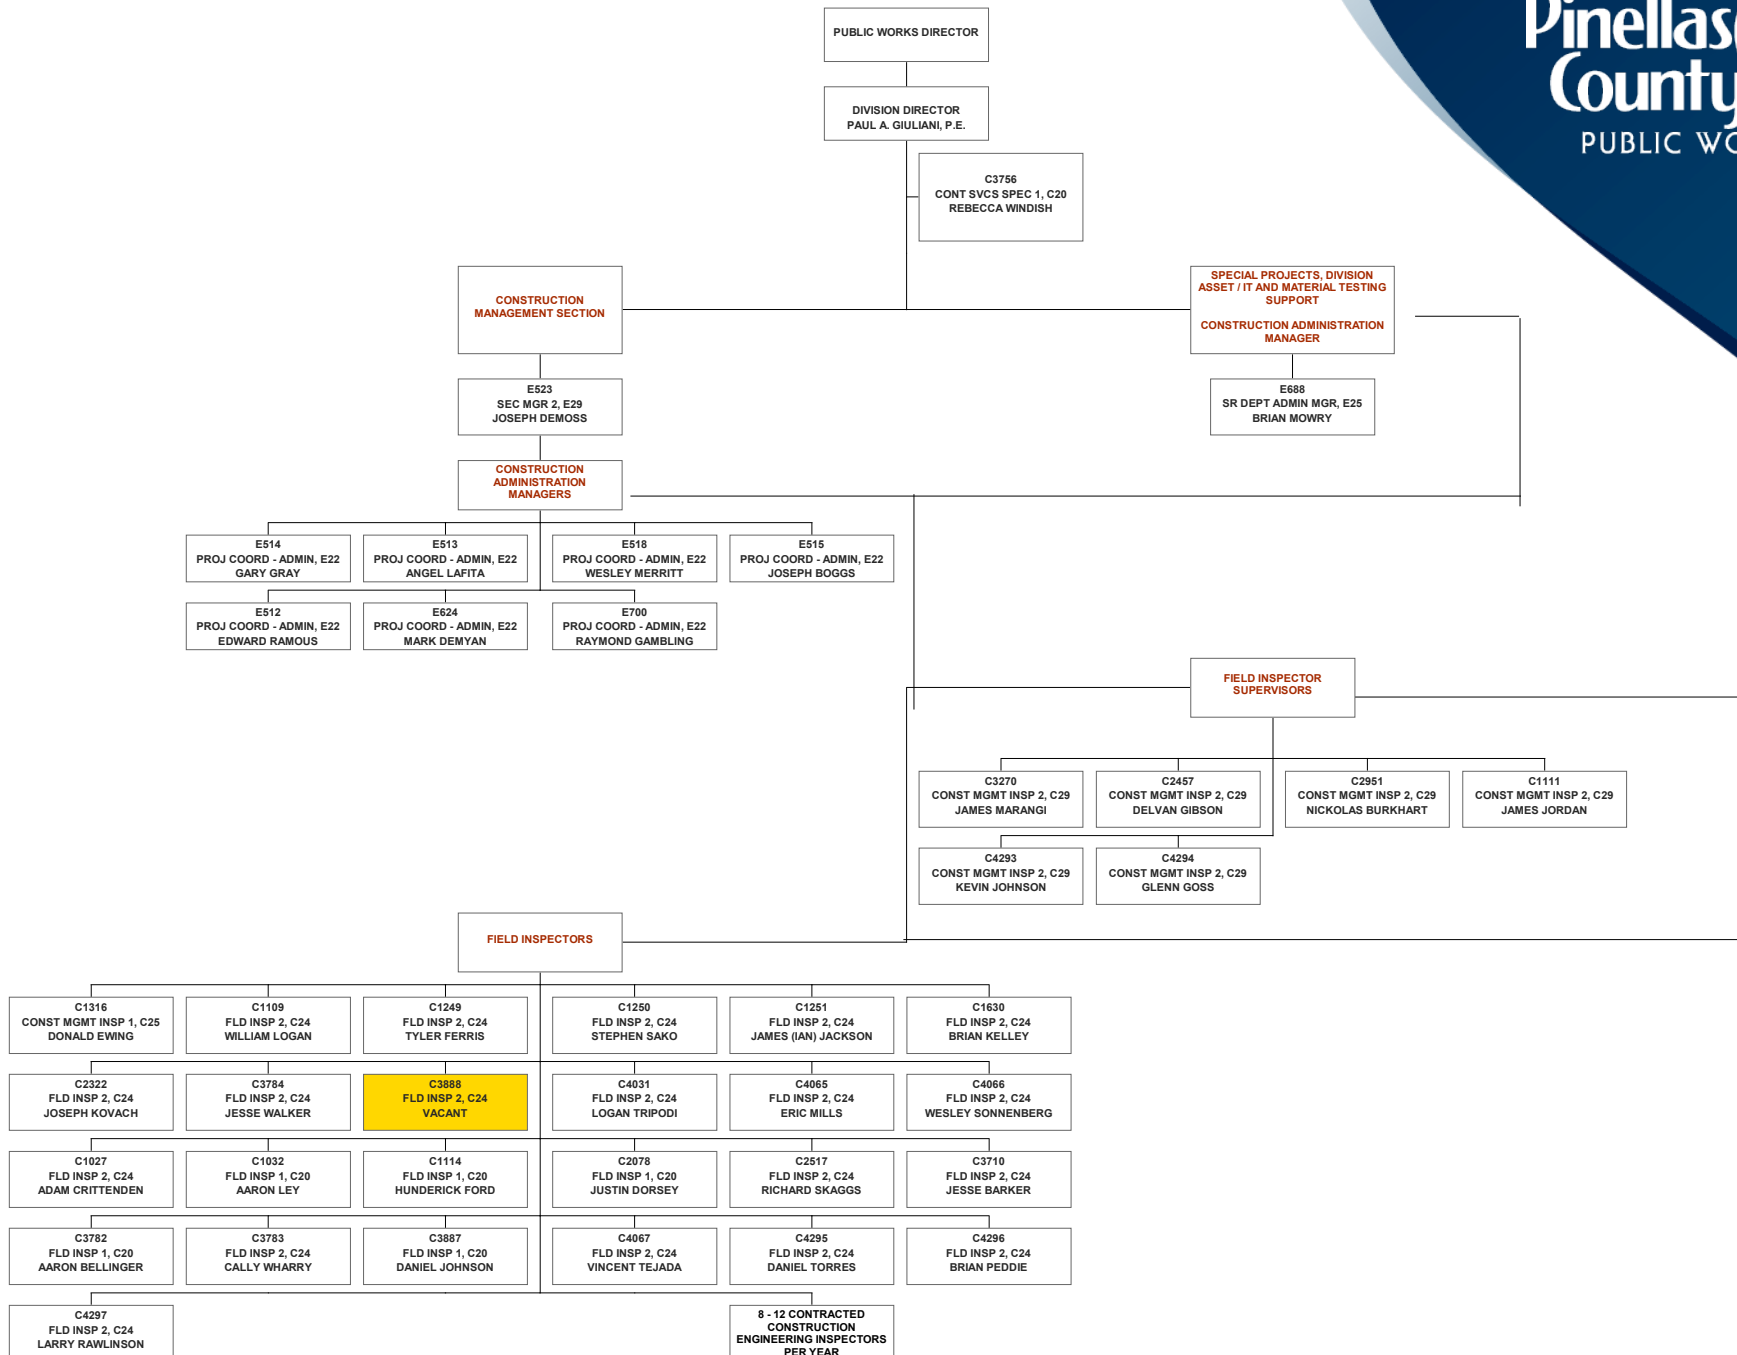 Pinellas
County
PUBLIC WO
PUBLIC WORKS DIRECTOR
DIVISION DIRECTOR
PAUL A. GIULIANI, P.E.
C3756
CONT SVCS SPEC 1, C20
REBECCA WINDISH
CONSTRUCTION
MANAGEMENT SECTION
SPECIAL PROJECTS, DIVISION
ASSET / IT AND MATERIAL TESTING
SUPPORT
CONSTRUCTION ADMINISTRATION
MANAGER
E523
SEC MGR 2, E29
JOSEPH DEMOSS
E688
SR DEPT ADMIN MGR, E25
BRIAN MOWRY
CONSTRUCTION
ADMINISTRATION
MANAGERS
E514
PROJ COORD - ADMIN, E22
GARY GRAY
E513
PROJ COORD - ADMIN, E22
ANGEL LAFITA
E518
PROJ COORD - ADMIN, E22
WESLEY MERRITT
E515
PROJ COORD - ADMIN, E22
JOSEPH BOGGS
E512
PROJ COORD - ADMIN, E22
EDWARD RAMOUS
E624
PROJ COORD - ADMIN, E22
MARK DEMYAN
E700
PROJ COORD - ADMIN, E22
RAYMOND GAMBLING
FIELD INSPECTOR
SUPERVISORS
C3270
CONST MGMT INSP 2, C29
JAMES MARANGI
C2457
CONST MGMT INSP 2, C29
DELVAN GIBSON
C2951
CONST MGMT INSP 2, C29
NICKOLAS BURKHART
C1111
CONST MGMT INSP 2, C29
JAMES JORDAN
C4293
CONST MGMT INSP 2, C29
KEVIN JOHNSON
C4294
CONST MGMT INSP 2, C29
GLENN GOSS
FIELD INSPECTORS
C1316
CONST MGMT INSP 1, C25
DONALD EWING
C1109
FLD INSP 2, C24
WILLIAM LOGAN
C1249
FLD INSP 2, C24
TYLER FERRIS
C1250
FLD INSP 2, C24
STEPHEN SAKO
C1251
FLD INSP 2, C24
JAMES (IAN) JACKSON
C1630
FLD INSP 2, C24
BRIAN KELLEY
C2322
FLD INSP 2, C24
JOSEPH KOVACH
C3784
FLD INSP 2, C24
JESSE WALKER
C3888
FLD INSP 2, C24
VACANT
C4031
FLD INSP 2, C24
LOGAN TRIPODI
C4065
FLD INSP 2, C24
ERIC MILLS
C4066
FLD INSP 2, C24
WESLEY SONNENBERG
C1027
FLD INSP 2, C24
ADAM CRITTENDEN
C1032
FLD INSP 1, C20
AARON LEY
C1114
FLD INSP 1, C20
HUNDERICK FORD
C2078
FLD INSP 1, C20
JUSTIN DORSEY
C2517
FLD INSP 2, C24
RICHARD SKAGGS
C3710
FLD INSP 2, C24
JESSE BARKER
C3782
FLD INSP 1, C20
AARON BELLINGER
C3783
FLD INSP 2, C24
CALLY WHARRY
C3887
FLD INSP 1, C20
DANIEL JOHNSON
C4067
FLD INSP 2, C24
VINCENT TEJADA
C4295
FLD INSP 2, C24
DANIEL TORRES
C4296
FLD INSP 2, C24
BRIAN PEDDIE
C4297
FLD INSP 2, C24
LARRY RAWLINSON
8 - 12 CONTRACTED
CONSTRUCTION
ENGINEERING INSPECTORS
PER YEAR